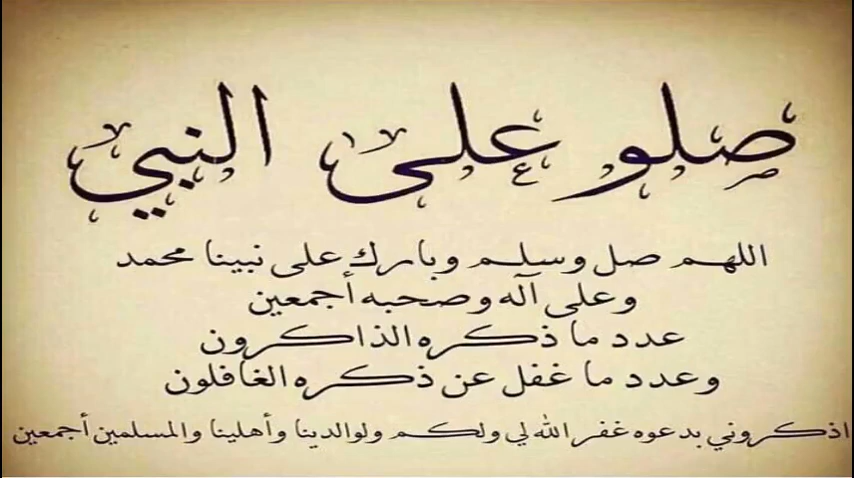 صلو على النبي
اللهم صل وسلم وبارك على نبينا محمد
وعلى آله وصحبه أجمعين
عدد ما ذكره الذاكرون
وعدد ما غفل عن ذكره الغافلون
اذكروني بدعوه غفر الله لي ولكم ولوالدينا وأهلينا والمسلمين أجمعين